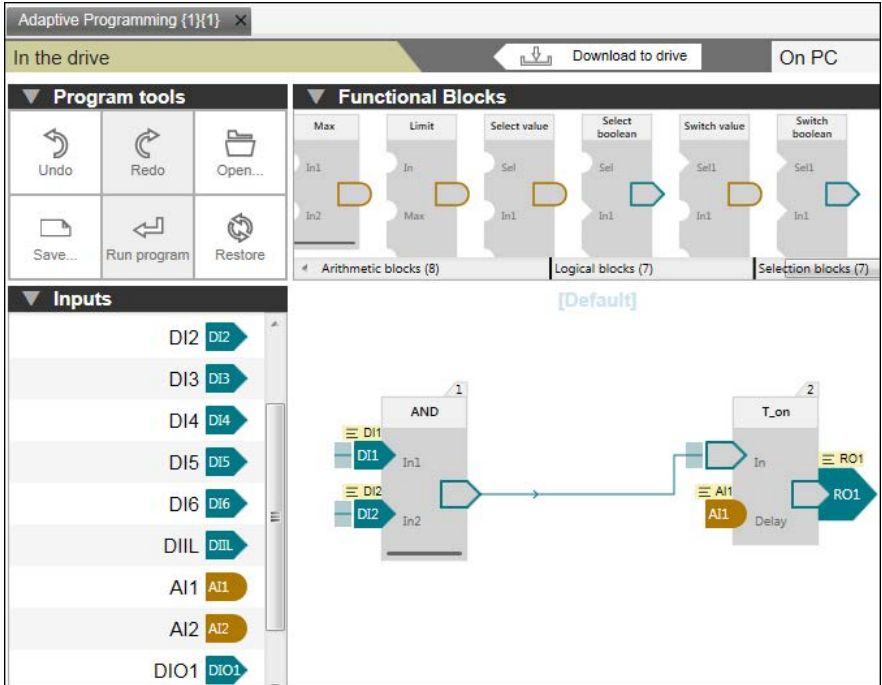 Adaptive Programming {1}{1} ×
In the drive
Download to drive
On PC
Program tools
Undo
Redo
Open...
Save...
Run program
Restore
Functional Blocks
Max
In1
In2
Limit
In
Max
Select value
Sel
In1
Select
boolean
Sel
In1
Switch value
Sel1
In1
Switch
boolean
Sel1
In1
Arithmetic blocks (8)
Logical blocks (7)
Selection blocks (7)
Inputs
DI2 DI2
DI3 DI3
DI4 DI4
DI5 DI5
DI6 DI6
DIIL DIIL
AI1 AI1
AI2 AI2
DIO1 DIO1
[Default]
1
AND
DI1
DI1
In1
DI2
DI2
In2
2
T_on
In
RO1
RO1
AI1
AI1
Delay